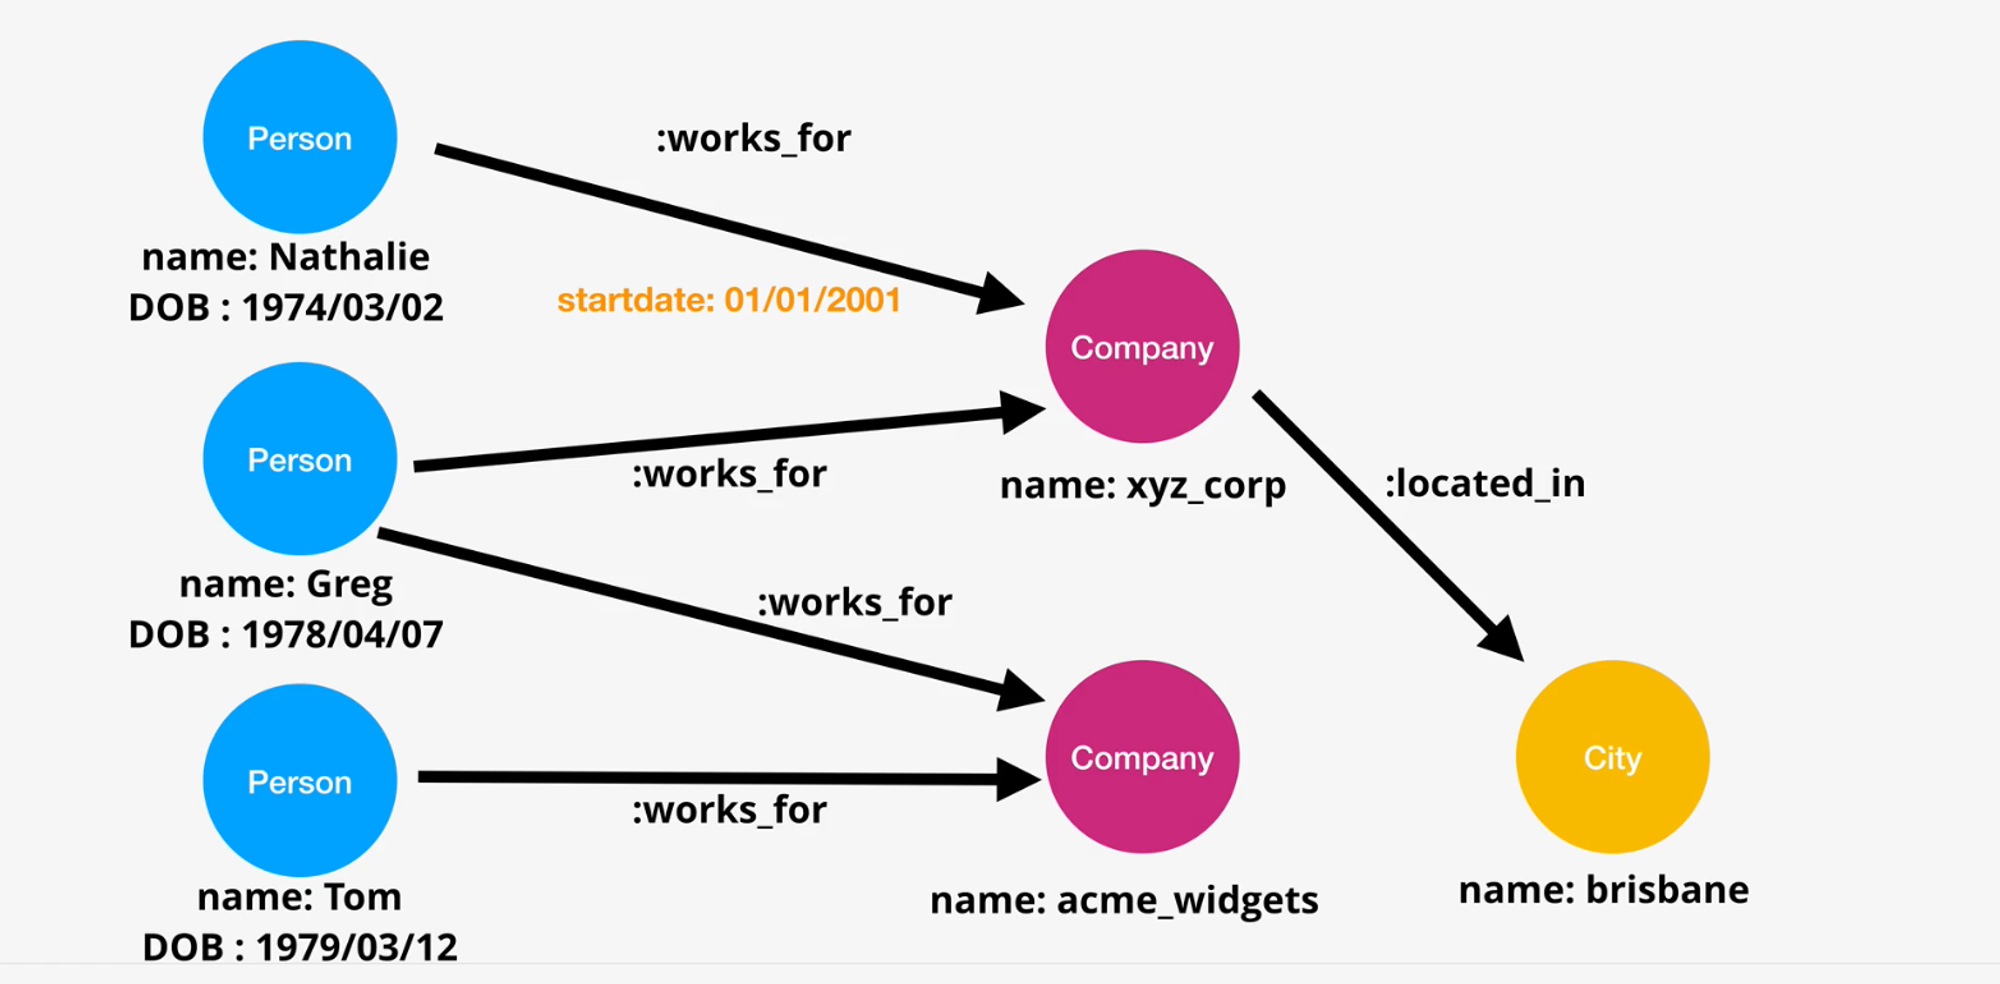 Person
:works_for
name: Nathalie
DOB : 1974/03/02
startdate: 01/01/2001
Company
Person
:works_for
name: xyz_corp
:located_in
name: Greg
DOB : 1978/04/07
:works_for
Person
:works_for
Company
City
name: Tom
DOB : 1979/03/12
name: acme_widgets
name: brisbane